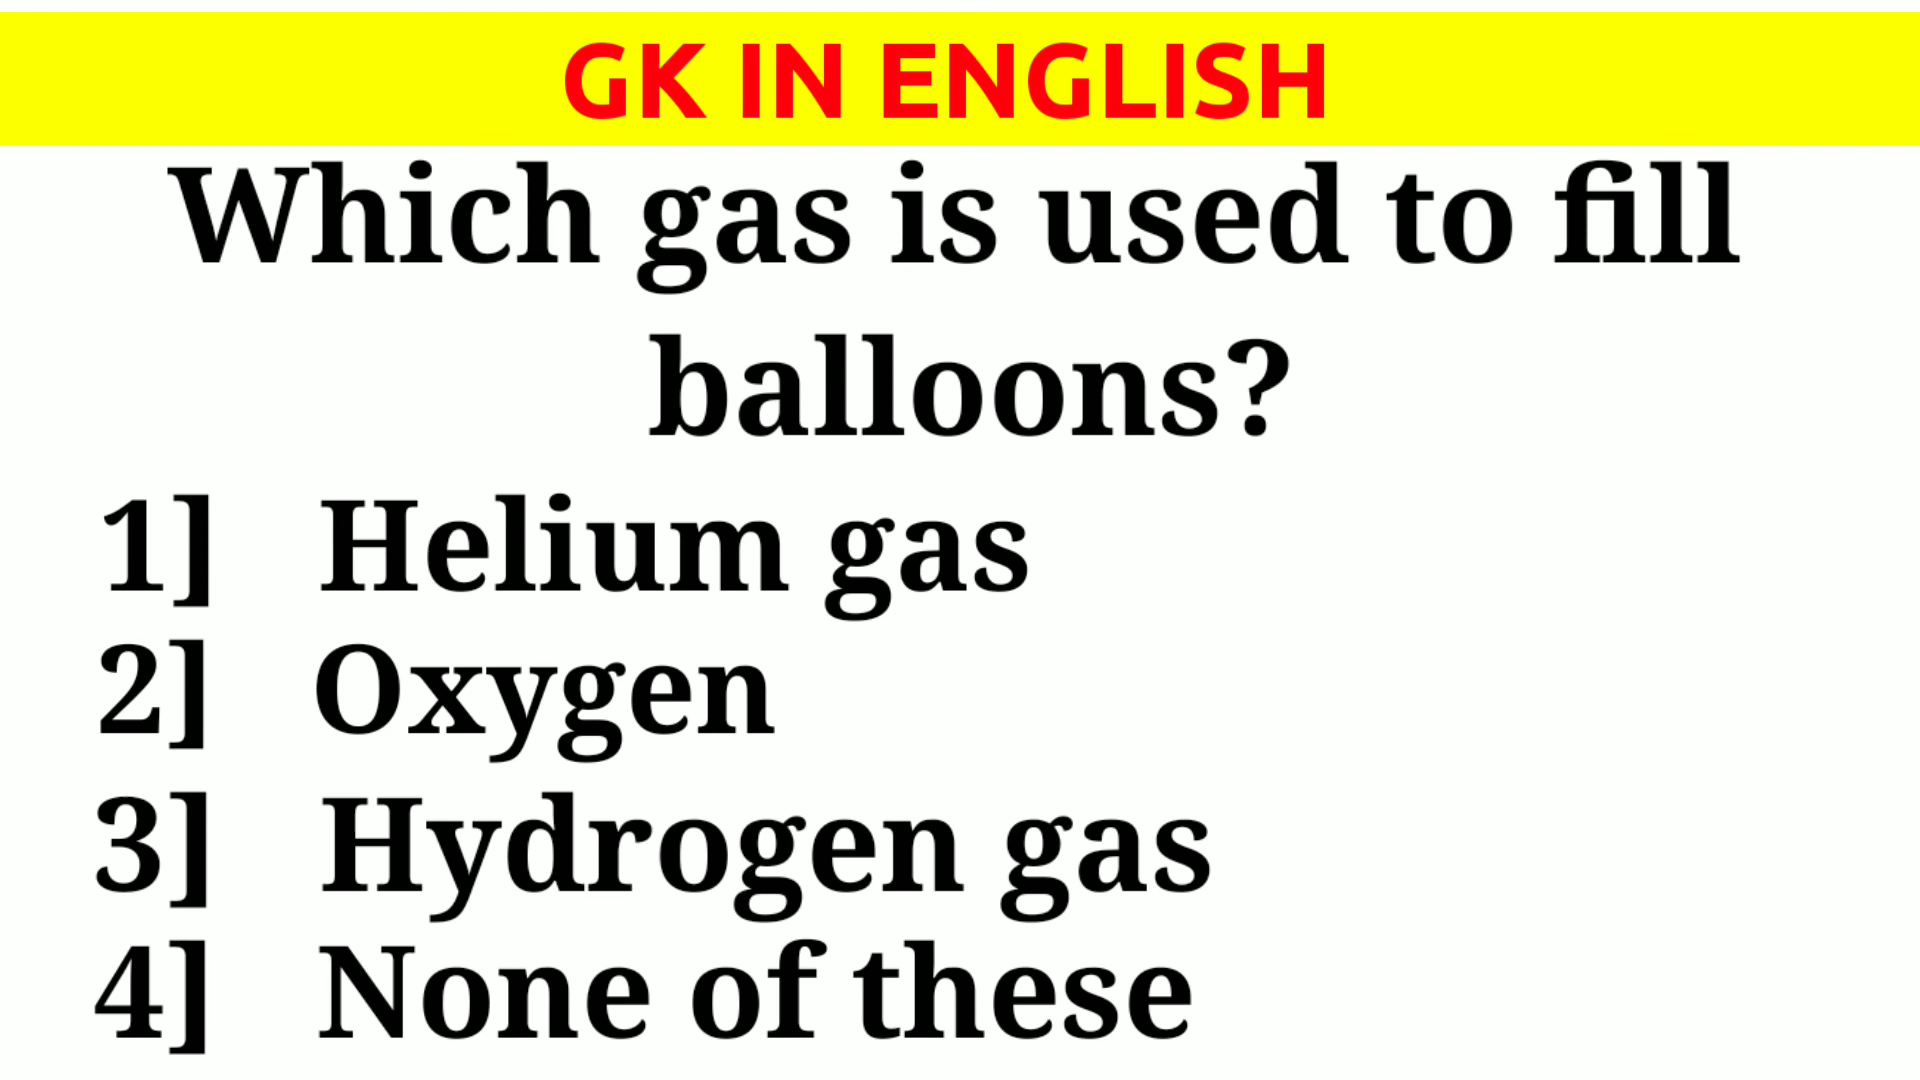 GK IN ENGLISH
Which gas is used to fill
balloons?
1] Helium gas
2] Oxygen
3] Hydrogen gas
4] None of these